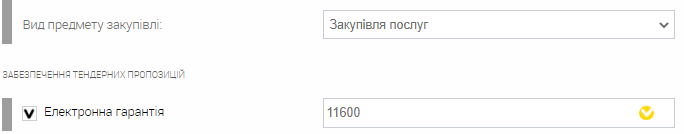 Вид предмету закупівлі: Закупівля послуг
ЗАБЕЗПЕЧЕННЯ ТЕНДЕРНИХ ПРОПОЗИЦІЙ
Електронна гарантія 11600